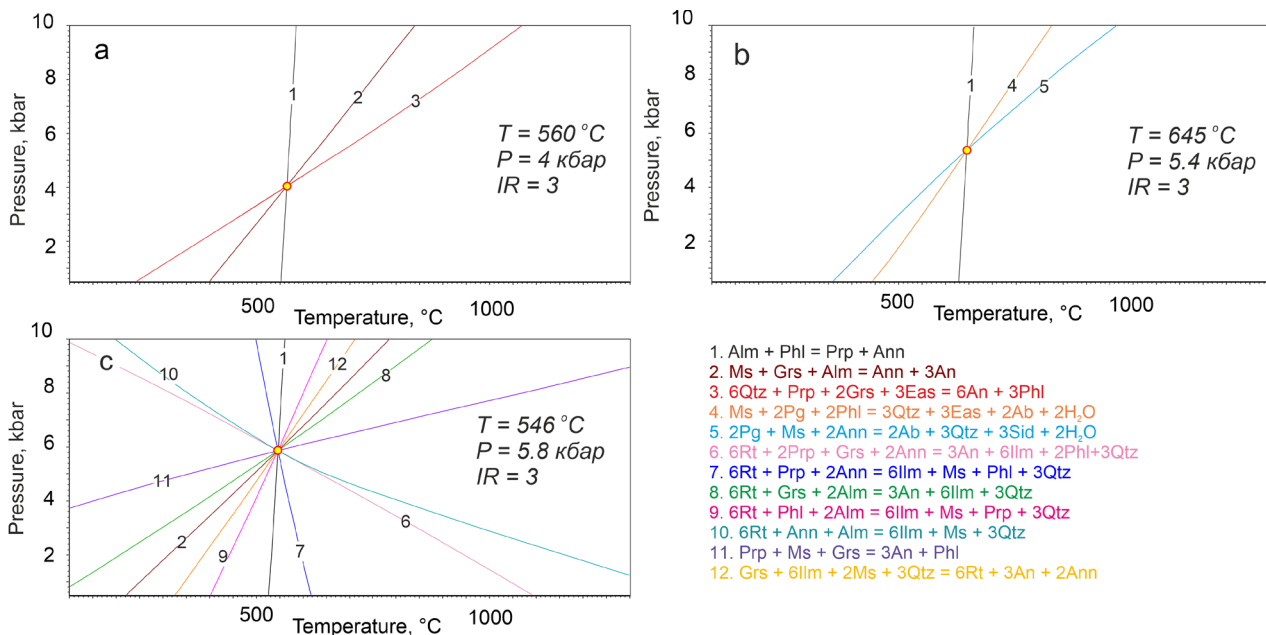 10
8
6
4
2
Pressure, kbar
a
1
2
3
T = 560 °C
P = 4 кбар
IR = 3
500
1000
Temperature, °C
10
8
6
4
2
Pressure, kbar
b
1
4
5
T = 645 °C
P = 5.4 кбар
IR = 3
500
1000
Temperature, °C
10
8
6
4
2
Pressure, kbar
c
10
1
12
8
11
2
9
7
6
T = 546 °C
P = 5.8 кбар
IR = 3
500
1000
Temperature, °C
1. Alm + Phl = Prp + Ann
2. Ms + Grs + Alm = Ann + 3An
3. 6Qtz + Prp + 2Grs + 3Eas = 6An + 3Phl
4. Ms + 2Pg + 2Phl = 3Qtz + 3Eas + 2Ab + 2H₂O
5. 2Pg + Ms + 2Ann = 2Ab + 3Qtz + 3Sid + 2H₂O
6. 6Rt + 2Prp + Grs + 2Ann = 3An + 6Ilm + 2Phl+3Qtz
7. 6Rt + Prp + 2Ann = 6Ilm + Ms + Phl + 3Qtz
8. 6Rt + Grs + 2Alm = 3An + 6Ilm + 3Qtz
9. 6Rt + Phl + 2Alm = 6Ilm + Ms + Prp + 3Qtz
10. 6Rt + Ann + Alm = 6Ilm + Ms + 3Qtz
11. Prp + Ms + Grs = 3An + Phl
12. Grs + 6Ilm + 2Ms + 3Qtz = 6Rt + 3An + 2Ann